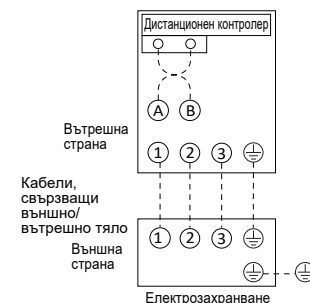 Дистанционен контролер
A B
Вътрешна
страна
1 2 3
Кабели,
свързващи
външно/
вътрешно тяло
Външна
страна
1 2 3
Електрозахранване